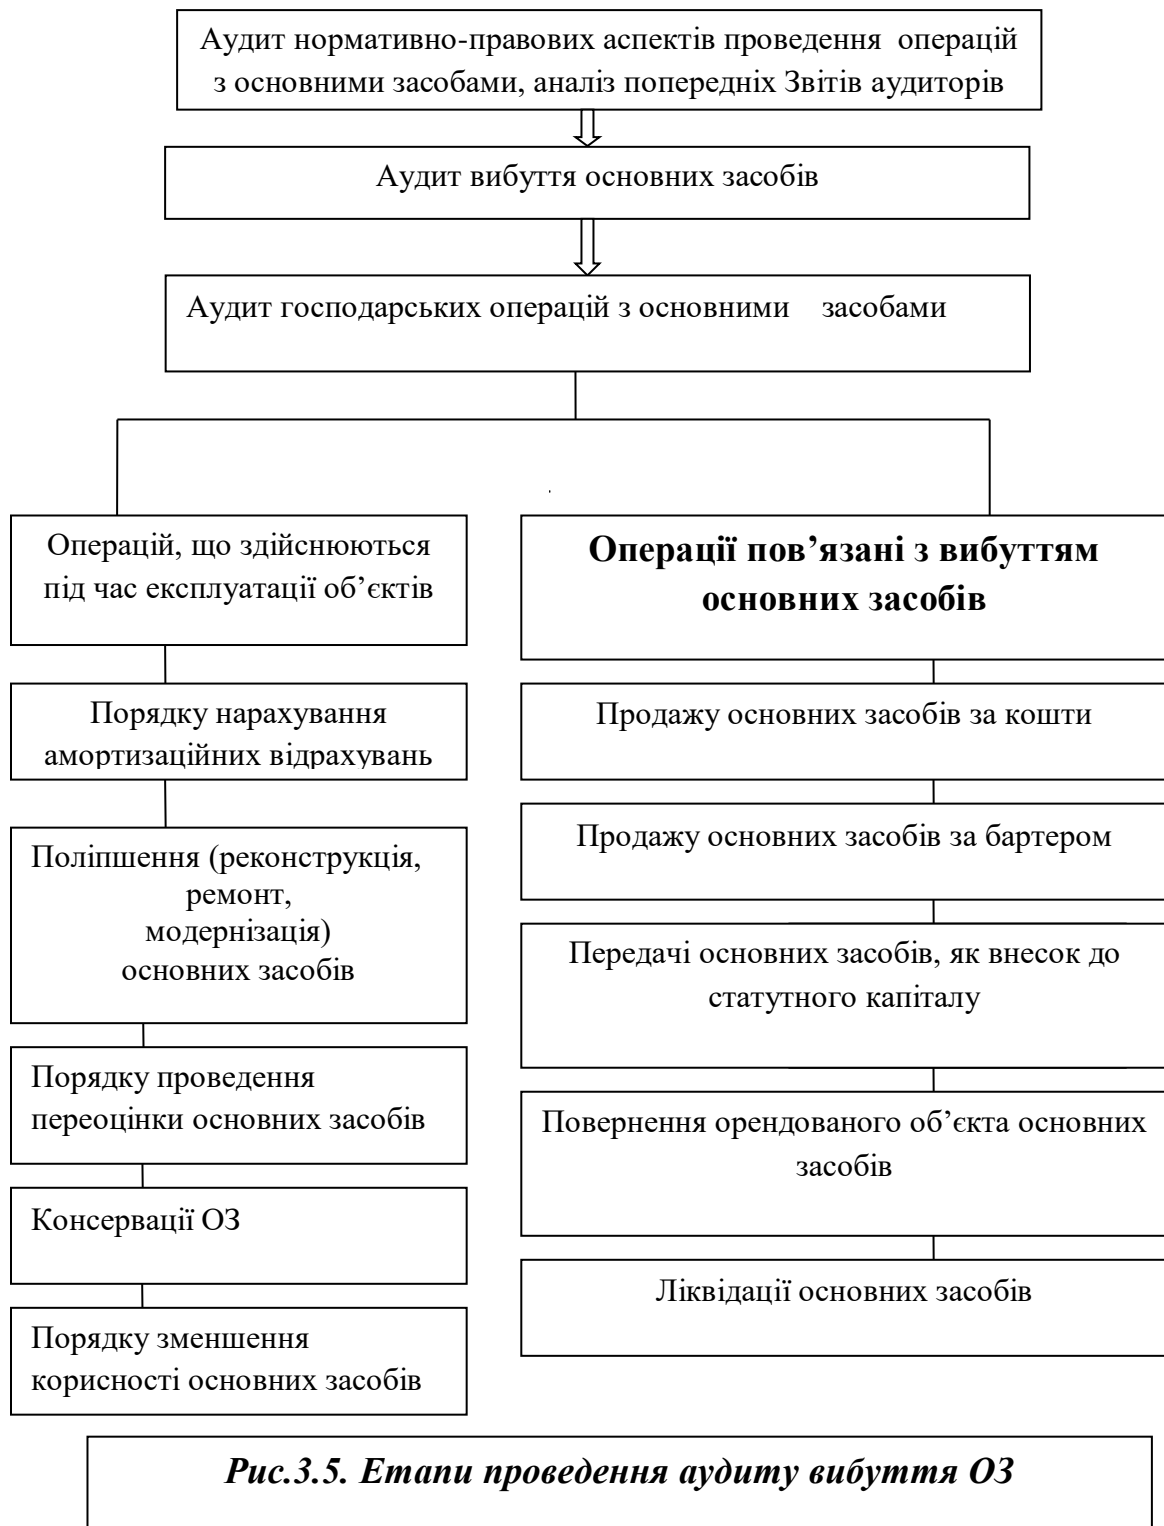 Аудит нормативно-правових аспектів проведення операцій
з основними засобами, аналіз попередніх Звітів аудиторів
Аудит вибуття основних засобів
Аудит господарських операцій з основними засобами
Операцій, що здійснюються
під час експлуатації об’єктів
Порядку нарахування
амортизаційних відрахувань
Поліпшення (реконструкція,
ремонт,
модернізація)
основних засобів
Порядку проведення
переоцінки основних засобів
Консервації ОЗ
Порядку зменшення
корисності основних засобів
Операції пов’язані з вибуттям
основних засобів
Продажу основних засобів за кошти
Продажу основних засобів за бартером
Передачі основних засобів, як внесок до
статутного капіталу
Повернення орендованого об’єкта основних
засобів
Ліквідації основних засобів
Рис.3.5. Етапи проведення аудиту вибуття ОЗ